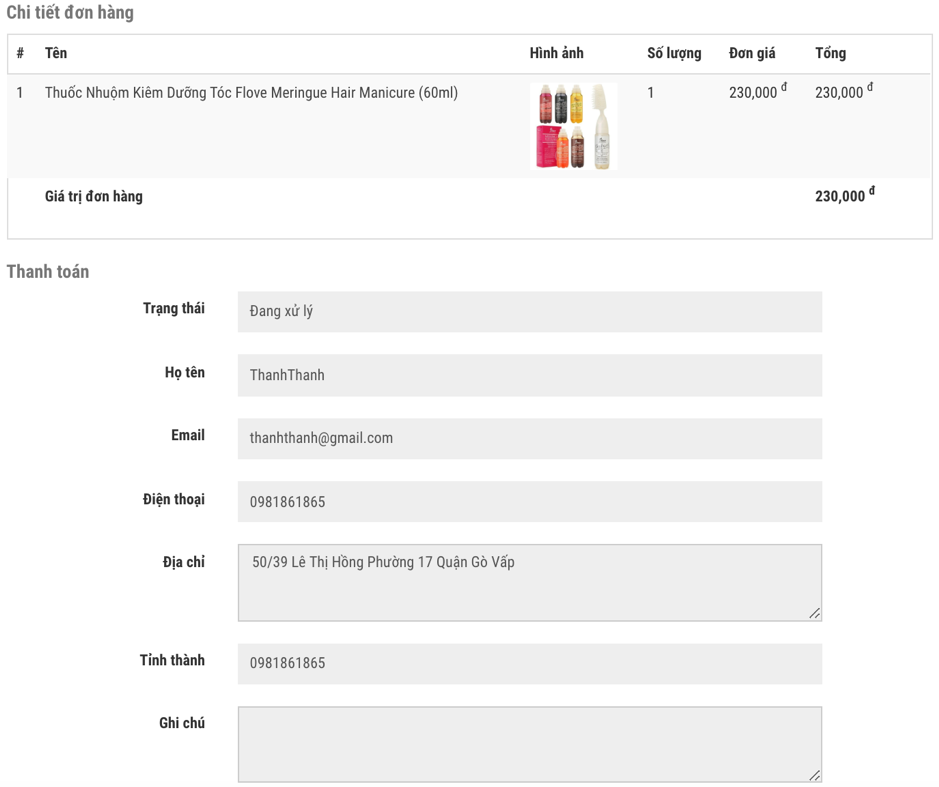 Chi tiết đơn hàng
# Tên Hình ảnh Số lượng Đơn giá Tổng
1 Thuốc Nhuộm Kiêm Dưỡng Tóc Flove Meringue Hair Manicure (60ml) 1 230,000 đ 230,000 đ
Giá trị đơn hàng 230,000 đ
Thanh toán
Trạng thái Đang xử lý
Họ tên ThanhThanh
Email thanhthanh@gmail.com
Điện thoại 0981861865
Địa chỉ 50/39 Lê Thị Hồng Phường 17 Quận Gò Vấp
Tỉnh thành 0981861865
Ghi chú